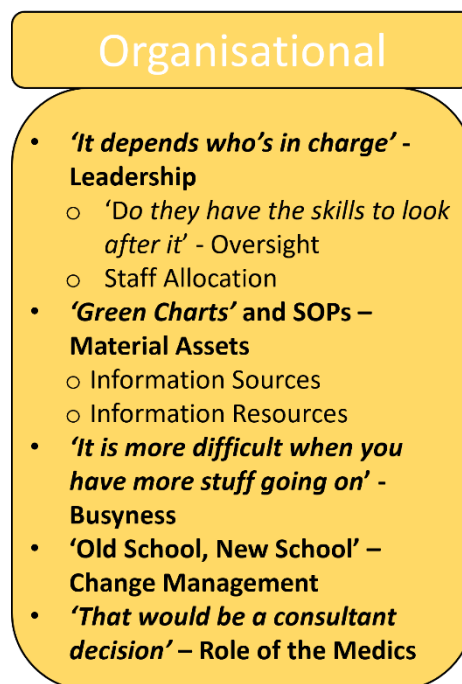 Organisational
• ‘It depends who’s in charge’ -
Leadership
o ‘Do they have the skills to look
after it’ - Oversight
o Staff Allocation
• ‘Green Charts’ and SOPs –
Material Assets
o Information Sources
o Information Resources
• ‘It is more difficult when you
have more stuff going on’ -
Busyness
• ‘Old School, New School’ –
Change Management
• ‘That would be a consultant
decision’ – Role of the Medics